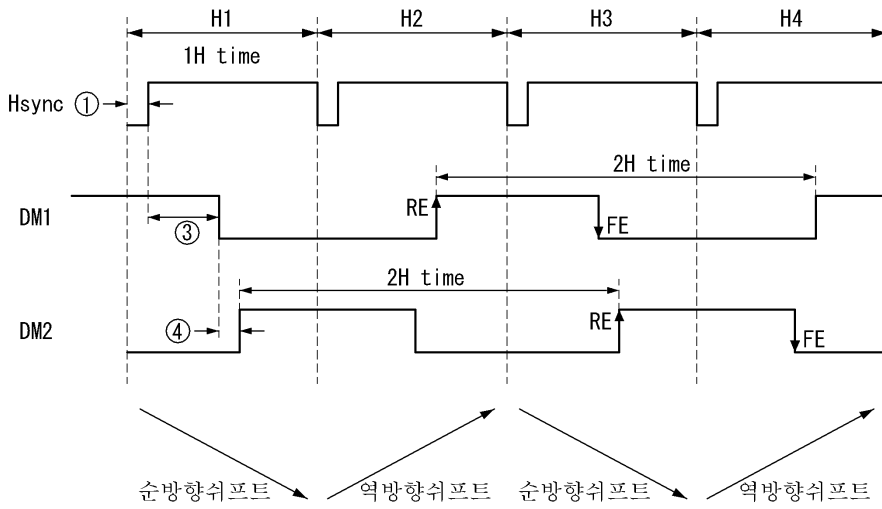 H1 H2 H3 H4
1H time
Hsync ①
2H time
DM1 RE
③ FE
2H time
DM2 ④ RE FE
순방향쉬프트 역방향쉬프트 순방향쉬프트 역방향쉬프트